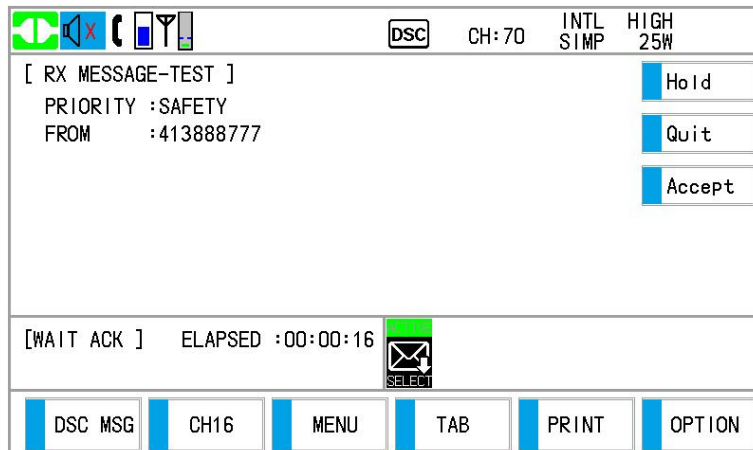 DSC CH:70 INTL HIGH
SIMP 25W
[ RX MESSAGE-TEST ]
PRIORITY :SAFETY
FROM :413888777
Hold
Quit
Accept
[WAIT ACK ] ELAPSED :00:00:16
SELECT
DSC MSG CH16 MENU TAB PRINT OPTION